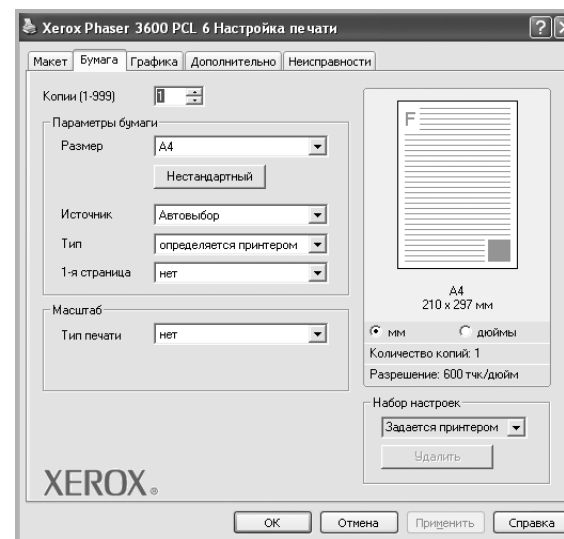 Xerox Phaser 3600 PCL 6 Настройка печати
Макет Бумага Графика Дополнительно Неисправности
Копии (1-999) 1
Параметры бумаги
Размер A4
Нестандартный
Источник Автовыбор
Тип определяется принтером
1-я страница нет
Масштаб
Тип печати нет
F
A4
210 x 297 мм
мм дюймы
Количество копий: 1
Разрешение: 600 тчк/дюйм
Набор настроек
Задается принтером
Удалить
XEROX®
OK Отмена Применить Справка